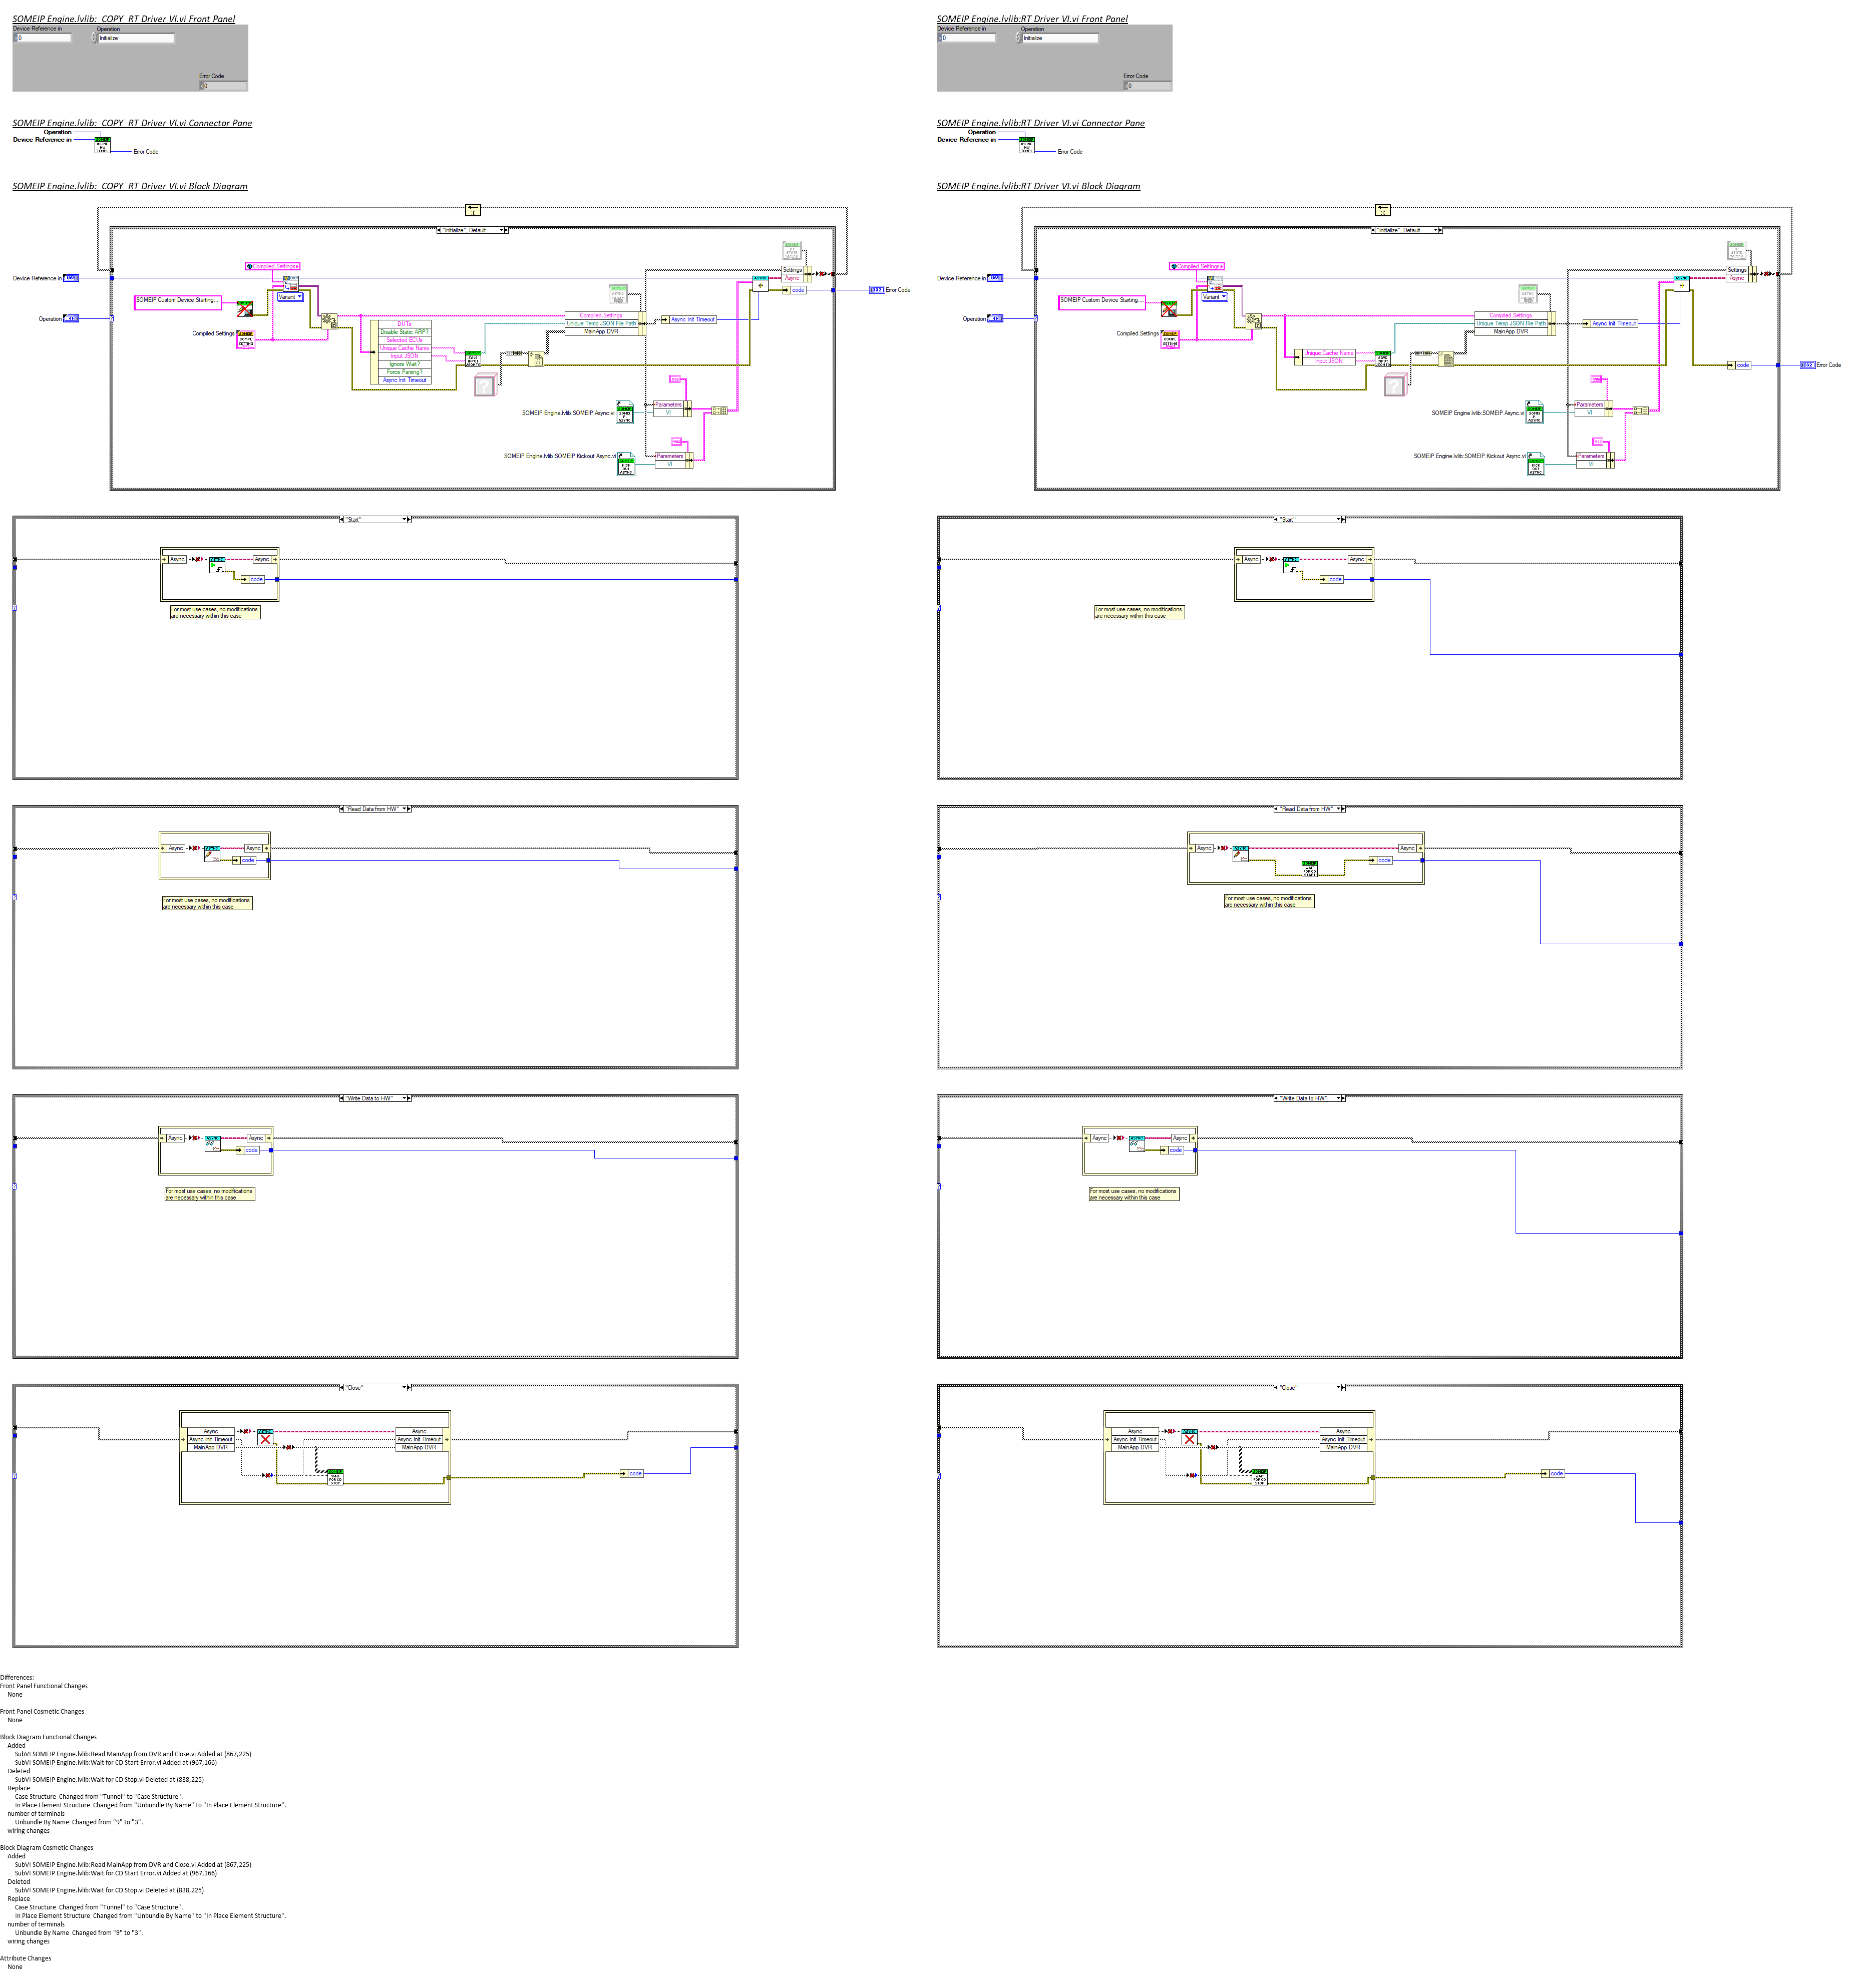 SOMEIP Engine.lvlib:_COPY_RT Driver VI.vi Front Panel
Device Reference in
Operation
0
Initialize
Error Code
0
SOMEIP Engine.lvlib:_COPY_RT Driver VI.vi Connector Pane
Operation
Device Reference in
Error Code
SOMEIP Engine.lvlib:_COPY_RT Driver VI.vi Block Diagram
"Initialize", Default
Compiled Settings
Settings
Async
Device Reference in
code
Error Code
Variant
SOMEIP Custom Device Starting...
Operation
Compiled Settings
Compiled Settings
Unique Temp JSON File Path
MainApp DVR
Async Init Timeout
DUTs
Disable Static ARP?
Selected ECUs
Unique Cache Name
Input JSON
Ignore Wait?
Force Parsing?
Async Init Timeout
SOMEIP Engine.lvlib:SOMEIP Async.vi
Parameters
VI
SOMEIP Engine.lvlib:SOMEIP Kickout Async.vi
Parameters
VI
"Start"
Async
Async
code
For most use cases, no modifications
are necessary within this case
"Read Data from HW"
Async
Async
code
For most use cases, no modifications
are necessary within this case
"Write Data to HW"
Async
Async
code
For most use cases, no modifications
are necessary within this case
"Close"
Async
Async Init Timeout
MainApp DVR
Async
Async Init Timeout
MainApp DVR
WAIT
FOR CD
STOP
code
SOMEIP Engine.lvlib:RT Driver VI.vi Front Panel
Device Reference in
Operation
0
Initialize
Error Code
0
SOMEIP Engine.lvlib:RT Driver VI.vi Connector Pane
Operation
Device Reference in
Error Code
SOMEIP Engine.lvlib:RT Driver VI.vi Block Diagram
"Initialize", Default
Compiled Settings
Settings
Async
Device Reference in
Variant
SOMEIP Custom Device Starting...
Operation
Compiled Settings
Compiled Settings
Unique Temp JSON File Path
MainApp DVR
Async Init Timeout
Unique Cache Name
Input JSON
code
Error Code
SOMEIP Engine.lvlib:SOMEIP Async.vi
Parameters
VI
SOMEIP Engine.lvlib:SOMEIP Kickout Async.vi
Parameters
VI
"Start"
Async
Async
code
For most use cases, no modifications
are necessary within this case
"Read Data from HW"
Async
Async
WAIT
FOR CD
START
code
For most use cases, no modifications
are necessary within this case
"Write Data to HW"
Async
Async
code
For most use cases, no modifications
are necessary within this case
"Close"
Async
Async Init Timeout
MainApp DVR
Async
Async Init Timeout
MainApp DVR
WAIT
FOR CD
STOP
code
Differences:
Front Panel Functional Changes
None
Front Panel Cosmetic Changes
None
Block Diagram Functional Changes
Added
SubVI SOMEIP Engine.lvlib:Read MainApp from DVR and Close.vi Added at (867,225)
SubVI SOMEIP Engine.lvlib:Wait for CD Start Error.vi Added at (967,166)
Deleted
SubVI SOMEIP Engine.lvlib:Wait for CD Stop.vi Deleted at (838,225)
Replace
Case Structure Changed from "Tunnel" to "Case Structure".
In Place Element Structure Changed from "Unbundle By Name" to "In Place Element Structure".
number of terminals
Unbundle By Name Changed from "9" to "3".
wiring changes
Block Diagram Cosmetic Changes
Added
SubVI SOMEIP Engine.lvlib:Read MainApp from DVR and Close.vi Added at (867,225)
SubVI SOMEIP Engine.lvlib:Wait for CD Start Error.vi Added at (967,166)
Deleted
SubVI SOMEIP Engine.lvlib:Wait for CD Stop.vi Deleted at (838,225)
Replace
Case Structure Changed from "Tunnel" to "Case Structure".
In Place Element Structure Changed from "Unbundle By Name" to "In Place Element Structure".
number of terminals
Unbundle By Name Changed from "9" to "3".
wiring changes
Attribute Changes
None